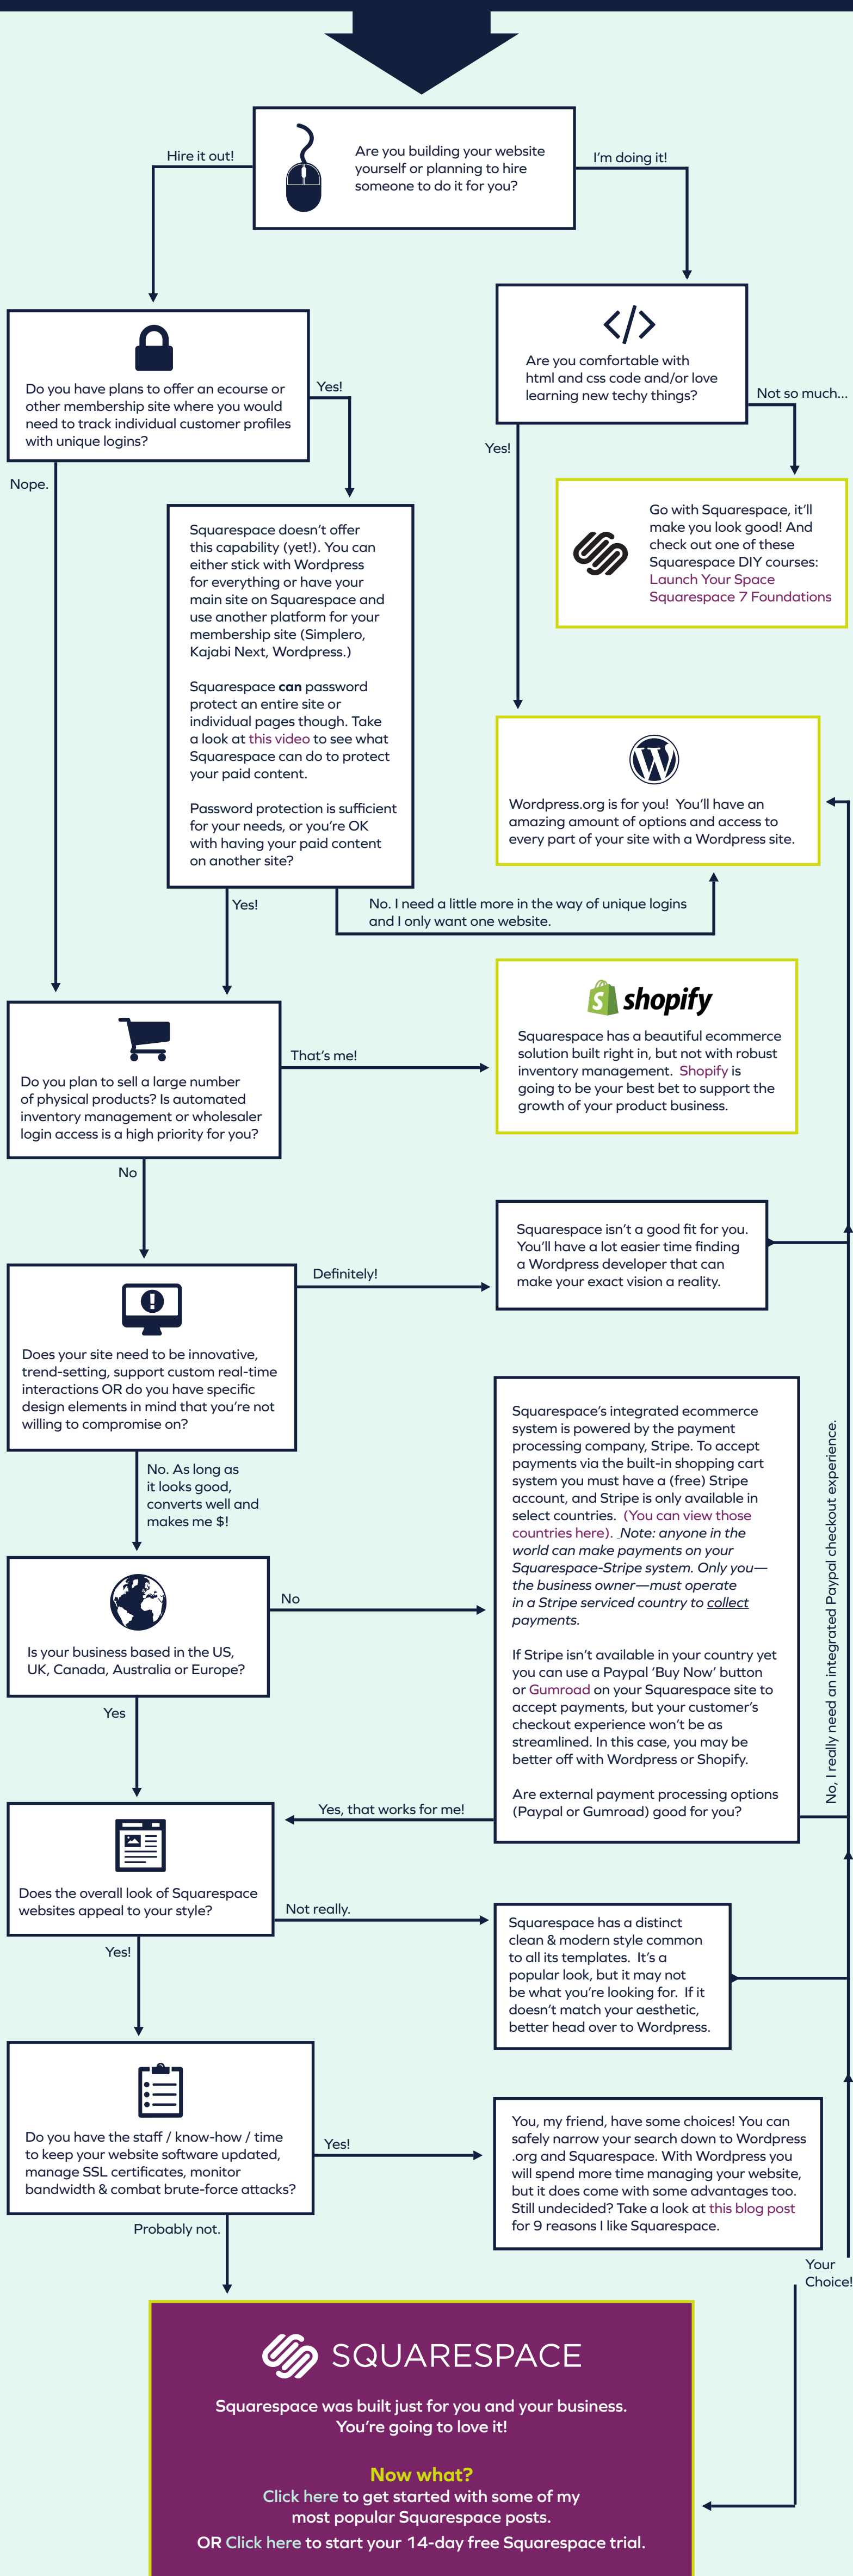 Are you building your website
yourself or planning to hire
someone to do it for you?
Hire it out!
I'm doing it!
Do you have plans to offer an ecourse or
other membership site where you would
need to track individual customer profiles
with unique logins?
Yes!
Nope.
Are you comfortable with
html and css code and/or love
learning new techy things?
Not so much...
Yes!
Go with Squarespace, it'll
make you look good! And
check out one of these
Squarespace DIY courses:
Launch Your Space
Squarespace 7 Foundations
Squarespace doesn't offer
this capability (yet!). You can
either stick with Wordpress
for everything or have your
main site on Squarespace and
use another platform for your
membership site (Simplero,
Kajabi Next, Wordpress.)
Squarespace can password
protect an entire site or
individual pages though. Take
a look at this video to see what
Squarespace can do to protect
your paid content.
Password protection is sufficient
for your needs, or you're OK
with having your paid content
on another site?
Wordpress.org is for you! You'll have an
amazing amount of options and access to
every part of your site with a Wordpress site.
Yes!
No. I need a little more in the way of unique logins
and I only want one website.
Do you plan to sell a large number
of physical products? Is automated
inventory management or wholesaler
login access is a high priority for you?
That's me!
No
shopify
Squarespace has a beautiful ecommerce
solution built right in, but not with robust
inventory management. Shopify is
going to be your best bet to support the
growth of your product business.
Does your site need to be innovative,
trend-setting, support custom real-time
interactions OR do you have specific
design elements in mind that you're not
willing to compromise on?
Definitely!
Squarespace isn't a good fit for you.
You'll have a lot easier time finding
a Wordpress developer that can
make your exact vision a reality.
No. As long as
it looks good,
converts well and
makes me $!
Is your business based in the US,
UK, Canada, Australia or Europe?
No
Yes
Squarespace's integrated ecommerce
system is powered by the payment
processing company, Stripe. To accept
payments via the built-in shopping cart
system you must have a (free) Stripe
account, and Stripe is only available in
select countries. (You can view those
countries here). Note: anyone in the
world can make payments on your
Squarespace-Stripe system. Only you—
the business owner—must operate
in a Stripe serviced country to collect
payments.
If Stripe isn't available in your country yet
you can use a Paypal 'Buy Now' button
or Gumroad on your Squarespace site to
accept payments, but your customer's
checkout experience won't be as
streamlined. In this case, you may be
better off with Wordpress or Shopify.
Are external payment processing options
(Paypal or Gumroad) good for you?
No, I really need an integrated Paypal checkout experience.
Yes, that works for me!
Does the overall look of Squarespace
websites appeal to your style?
Not really.
Yes!
Squarespace has a distinct
clean & modern style common
to all its templates. It's a
popular look, but it may not
be what you're looking for. If it
doesn't match your aesthetic,
better head over to Wordpress.
Do you have the staff / know-how / time
to keep your website software updated,
manage SSL certificates, monitor
bandwidth & combat brute-force attacks?
Yes!
Probably not.
You, my friend, have some choices! You can
safely narrow your search down to Wordpress
.org and Squarespace. With Wordpress you
will spend more time managing your website,
but it does come with some advantages too.
Still undecided? Take a look at this blog post
for 9 reasons I like Squarespace.
Your
Choice!
SQUARESPACE
Squarespace was built just for you and your business.
You're going to love it!
Now what?
Click here to get started with some of my
most popular Squarespace posts.
OR Click here to start your 14-day free Squarespace trial.